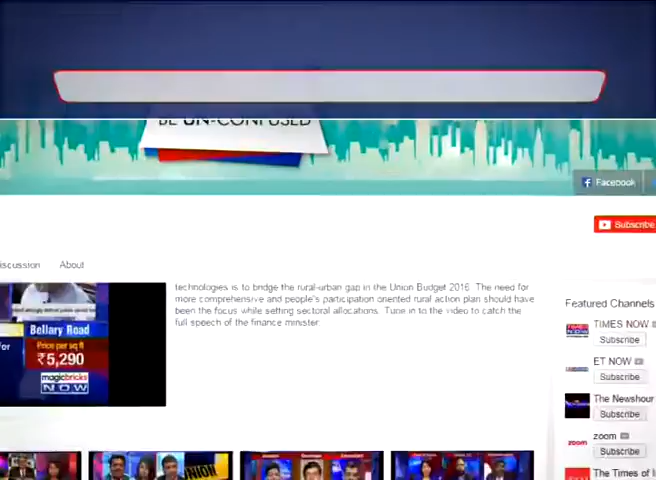 BE UN-CONFUSED
Facebook
Subscribe
iscussion About
technologies is to bridge the rural-urban gap in the Union Budget 2016. The need for
more comprehensive and people's participation oriented rural action plan should have
been the focus while setting sectoral allocations. Tune in to the video to catch the
full speech of the finance minister.
Bellary Road
for
Price per sq ft
₹5,290
magicbricks
NOW
Featured Channels
TIMES NOW
Subscribe
ET NOW
Subscribe
The Newshour
Subscribe
zoom
zoom
Subscribe
The Times of I
UNION